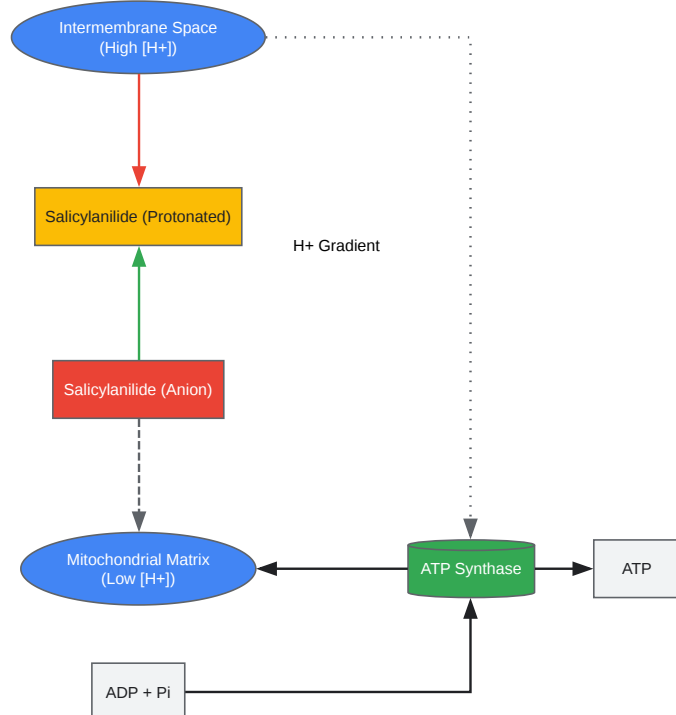 Intermembrane Space
(High [H+])
Salicylanilide (Protonated)
H+ Gradient
Salicylanilide (Anion)
Mitochondrial Matrix
(Low [H+])
ATP Synthase
ATP
ADP + Pi